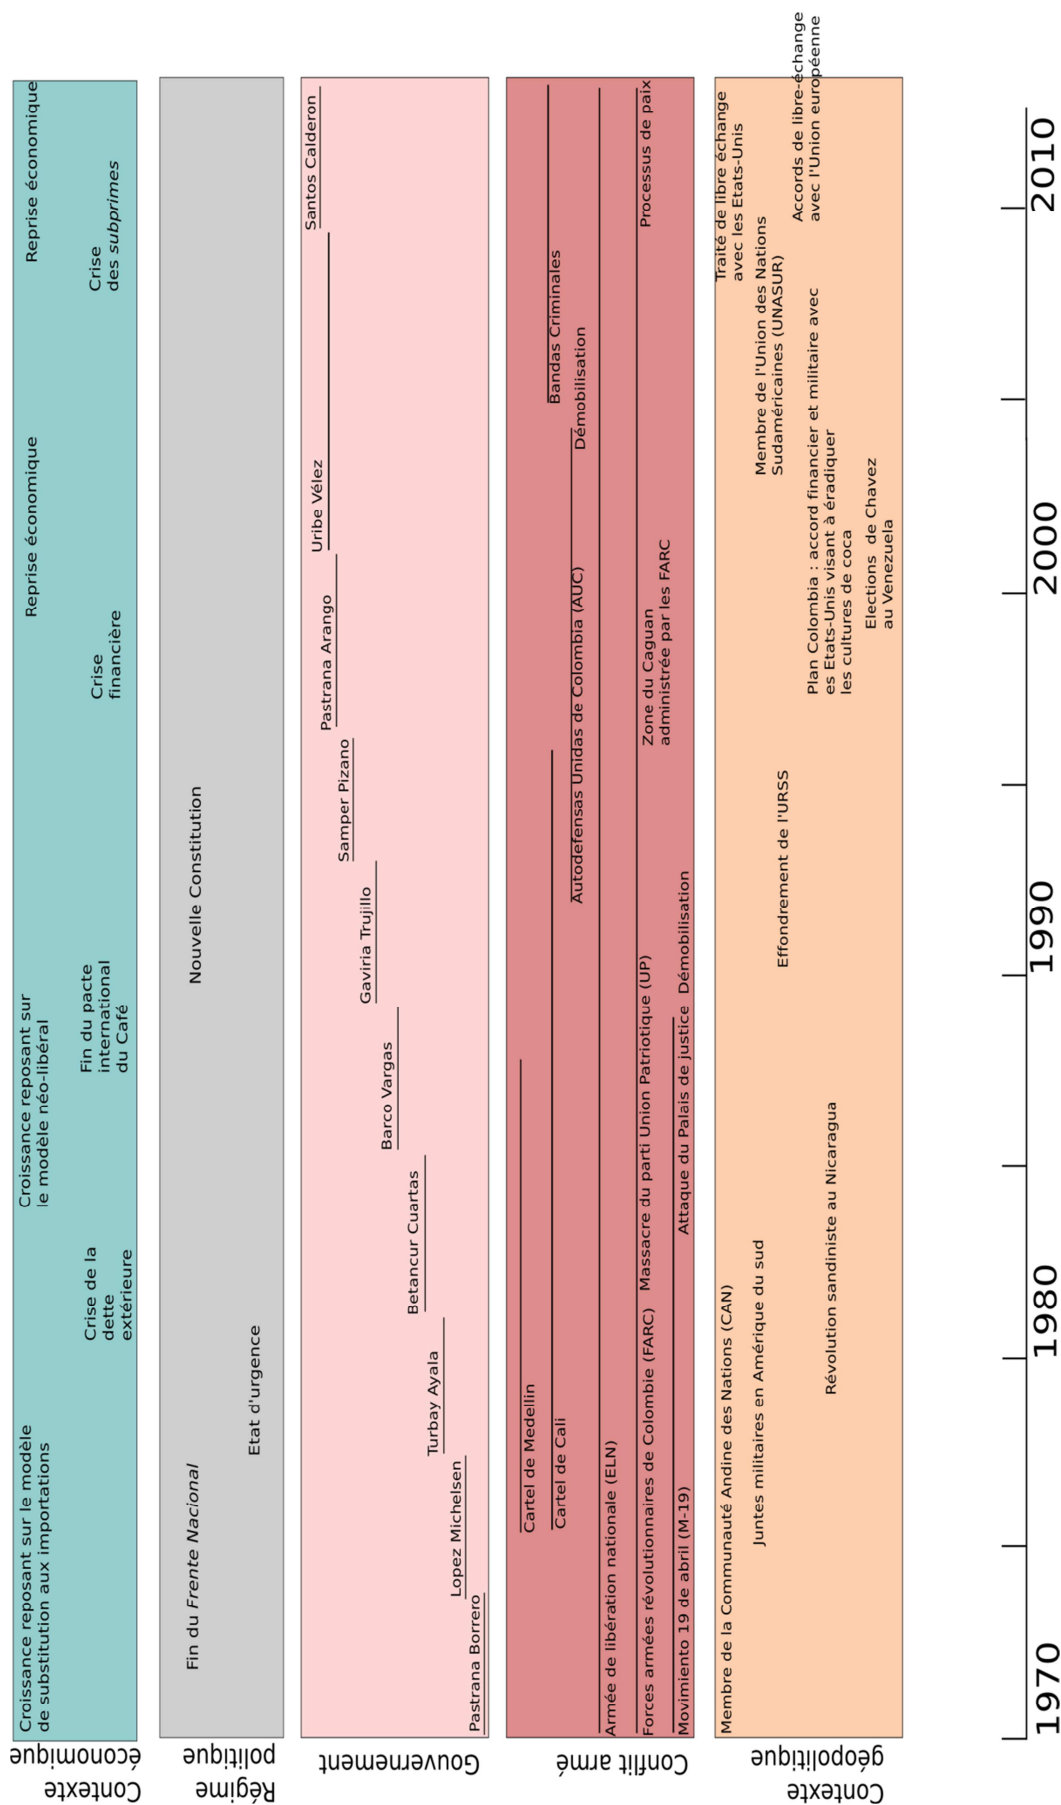 Contexte
économique
Croissance reposant sur le modèle
de substitution aux importations
Crise de la
dette
extérieure
Croissance reposant sur
le modèle néo-libéral
Fin du pacte
international
du Café
Crise
financière
Reprise économique
Crise
des subprimes
Reprise économique
Régime
politique
Fin du Frente Nacional
Etat d'urgence
Nouvelle Constitution
Gouvernement
Pastrana Borrero
Lopez Michelsen
Turbay Ayala
Betancur Cuartas
Barco Vargas
Gaviria Trujillo
Samper Pizano
Pastrana Arango
Uribe Vélez
Santos Calderon
Conflit armé
Cartel de Medellin
Cartel de Cali
Bandas Criminales
Autodefensas Unidas de Colombia (AUC)
Démobilisation
Armée de libération nationale (ELN)
Forces armées révolutionnaires de Colombie (FARC)
Massacre du parti Union Patriotique (UP)
Zone du Caguan
administrée par les FARC
Processus de paix
Movimiento 19 de abril (M-19)
Attaque du Palais de justice
Démobilisation
Contexte
géopolitique
Membre de la Communauté Andine des Nations (CAN)
Juntes militaires en Amérique du sud
Révolution sandiniste au Nicaragua
Effondrement de l'URSS
Plan Colombia : accord financier et militaire avec
es Etats-Unis visant à éradiquer
les cultures de coca
Elections de Chavez
au Venezuela
Membre de l'Union des Nations
Sudaméricaines (UNASUR)
Traité de libre échange
avec les Etats-Unis
Accords de libre-échange
avec l'Union européenne
1970
1980
1990
2000
2010